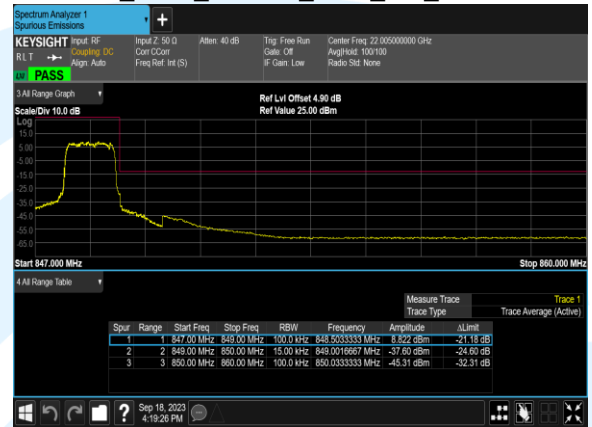 Spectrum Analyzer 1
Spurious Emissions
KEYSIGHT Input: RF Input Z: 50 Ω Atten: 40 dB Trig: Free Run Center Freq: 22.005000000 GHz
Coupling: DC Corr CCorr Gate: Off Avg|Hold: 100/100
RLT Align: Auto Freq Ref: Int (S) IF Gain: Low Radio Std: None
PASS
3 All Range Graph
Ref Lvl Offset 4.90 dB
Scale/Div 10.0 dB Ref Value 25.00 dBm
Log
15.0
5.00
-5.00
-15.0
-25.0
-35.0
-45.0
-55.0
-65.0
Start 847.000 MHz Stop 860.000 MHz
4 All Range Table
Measure Trace Trace 1
Trace Type Trace Average (Active)
Spur Range Start Freq Stop Freq RBW Frequency Amplitude ΔLimit
1 1 847.00 MHz 849.00 MHz 100.0 kHz 848.5033333 MHz 8.822 dBm -21.18 dB
2 2 849.00 MHz 850.00 MHz 15.00 kHz 849.0016667 MHz -37.60 dBm -24.60 dB
3 3 850.00 MHz 860.00 MHz 100.0 kHz 850.0333333 MHz -45.31 dBm -32.31 dB
? Sep 18, 2023
4:19:26 PM